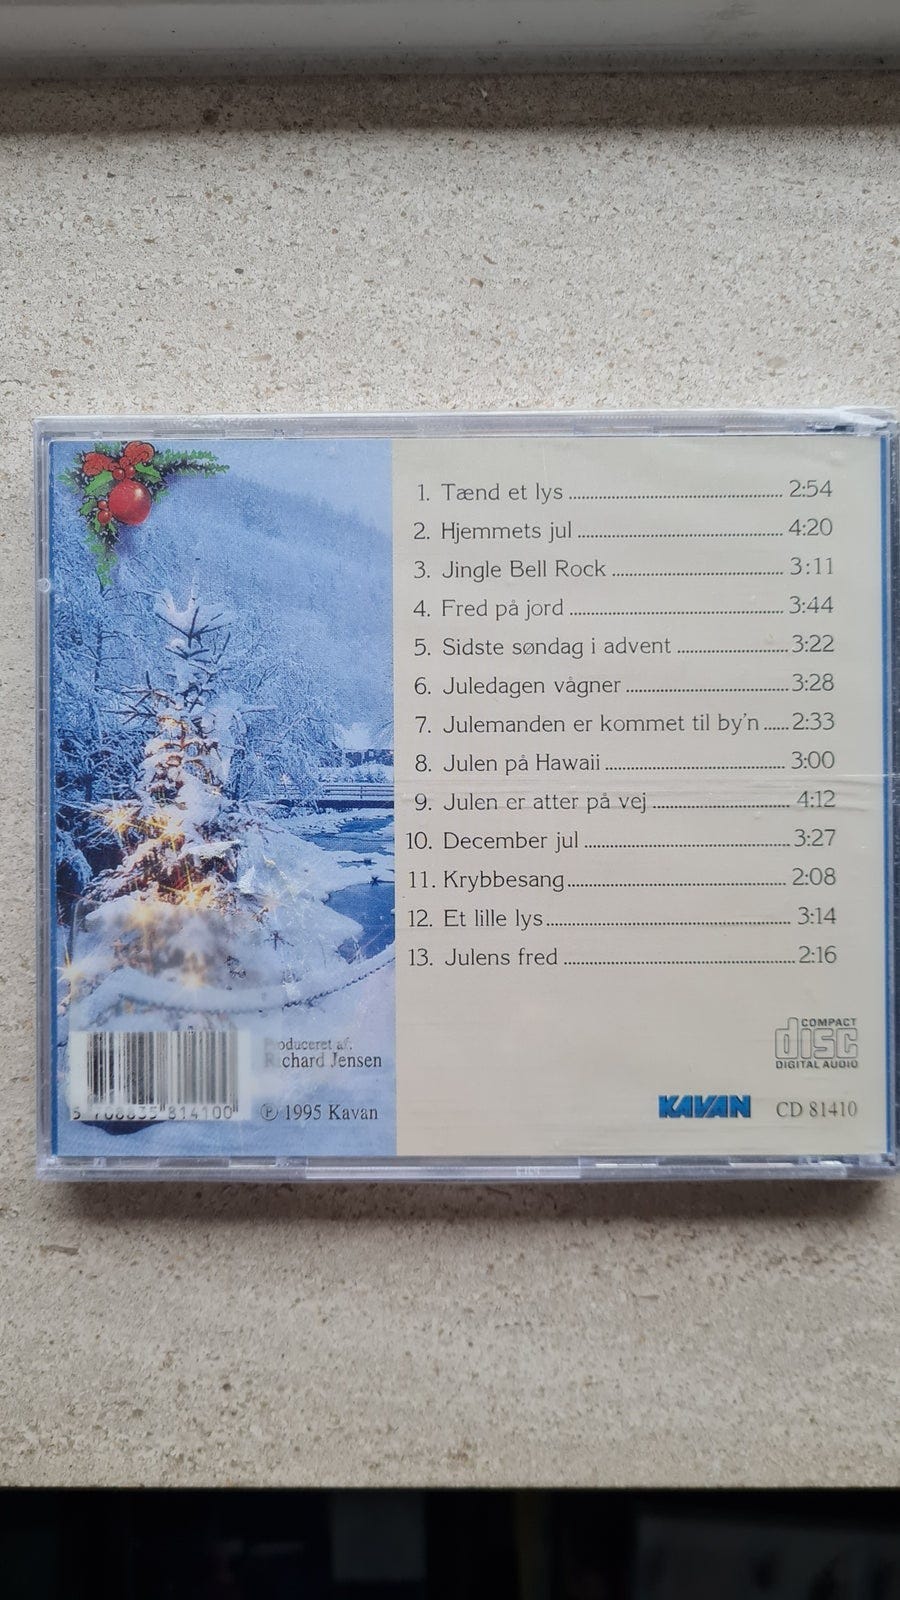 1. Tænd et lys 2:54
2. Hjemmets jul 4:20
3. Jingle Bell Rock 3:11
4. Fred på jord 3:44
5. Sidste søndag i advent 3:22
6. Juledagen vågner 3:28
7. Julemanden er kommet til by'n 2:33
8. Julen på Hawaii 3:00
9. Julen er atter på vej 4:12
10. December jul 3:27
11. Krybbesang 2:08
12. Et lille lys 3:14
13. Julens fred 2:16
Produceret af:
Richard Jensen
℗ 1995 Kavan
814100
COMPACT
disc
DIGITAL AUDIO
KAVAN CD 81410